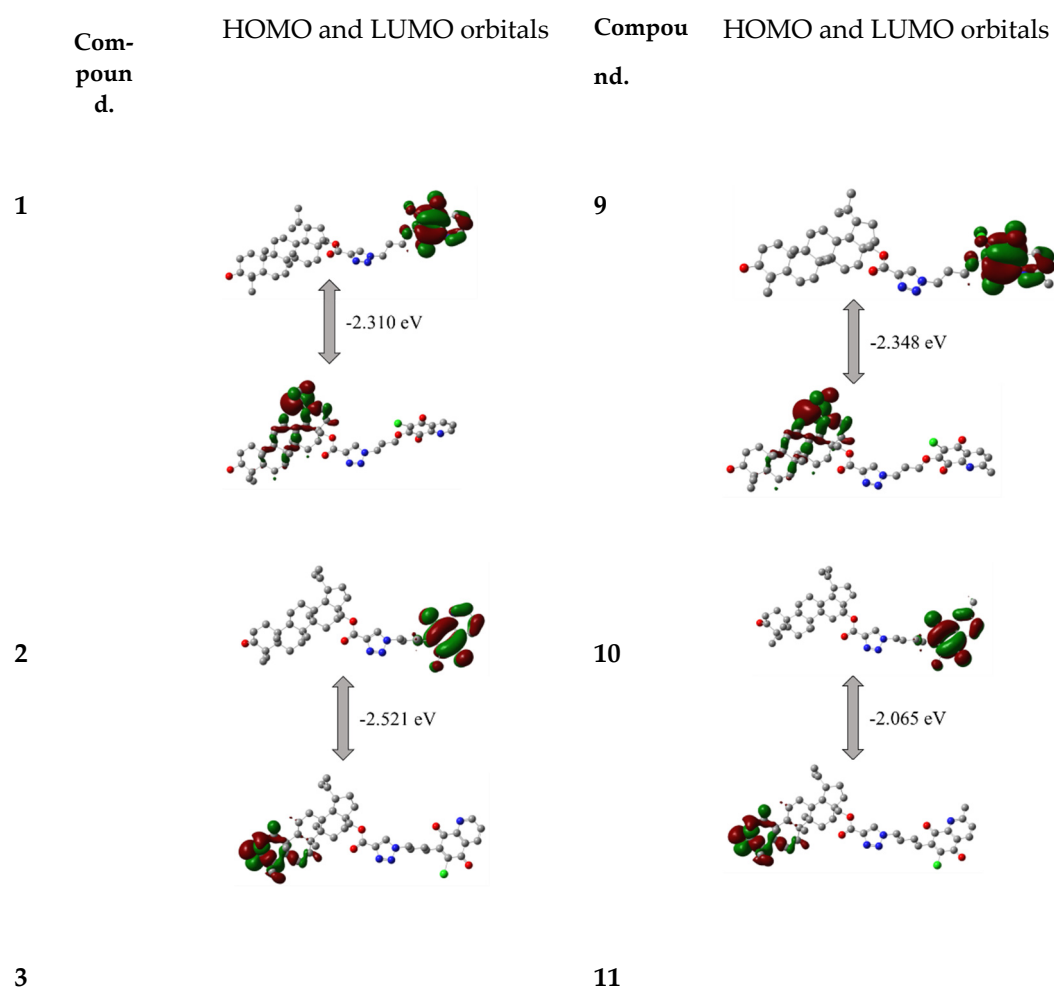 Com-
poun
d.
HOMO and LUMO orbitals
Compou
nd.
HOMO and LUMO orbitals
1
-2.310 eV
9
-2.348 eV
2
-2.521 eV
10
-2.065 eV
3
11